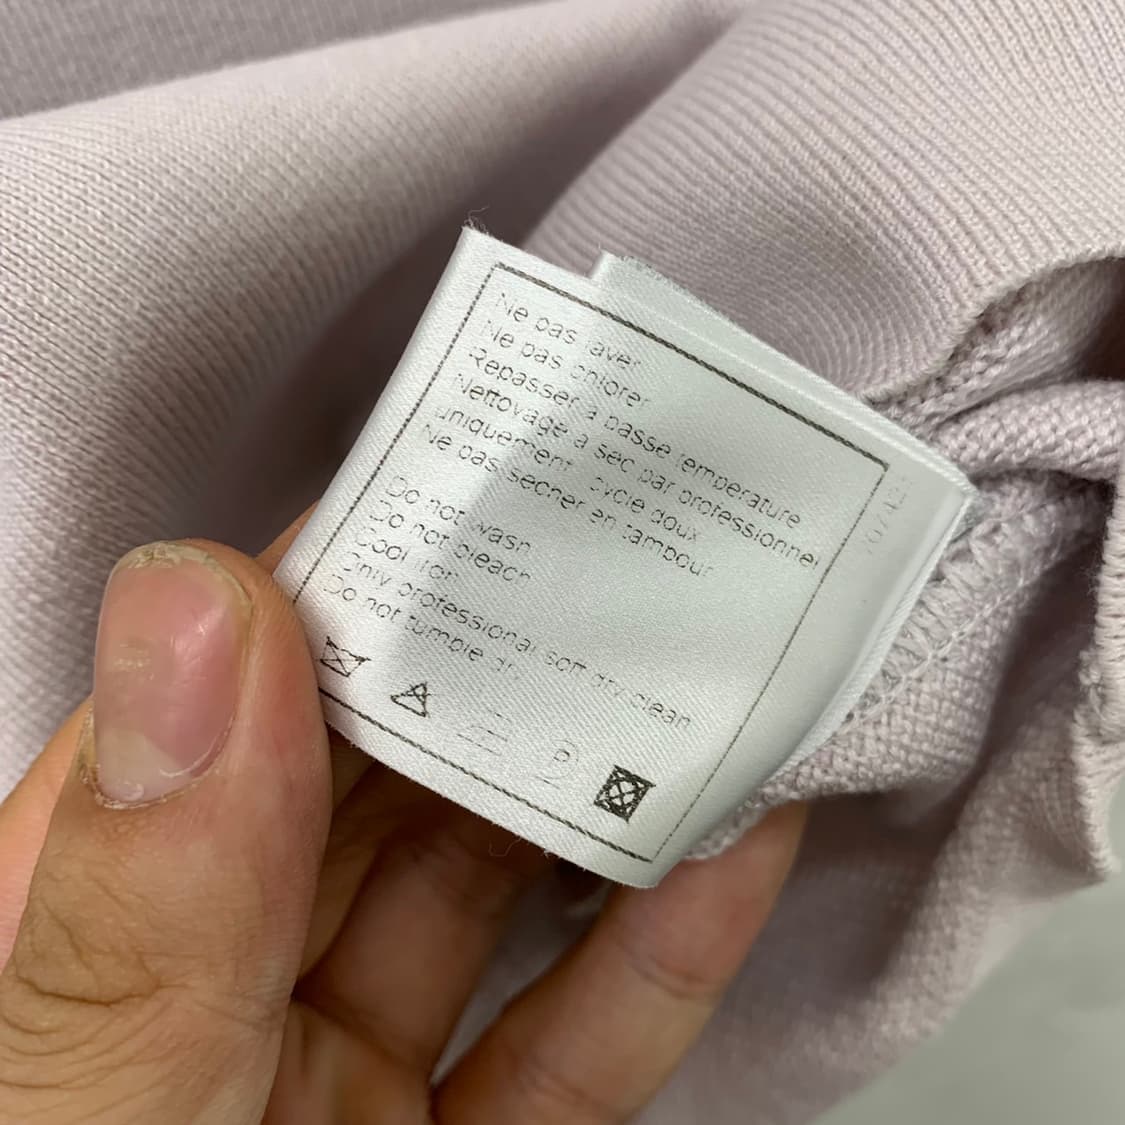 Ne pas laver
Ne pas chlorer
Repasser à basse température
Nettoyage à sec par professionnel
uniquement cycle doux
Ne pas sécher en tambour
Do not wash
Do not bleach
Cool iron
Only professional soft dry clean
Do not tumble dry
P